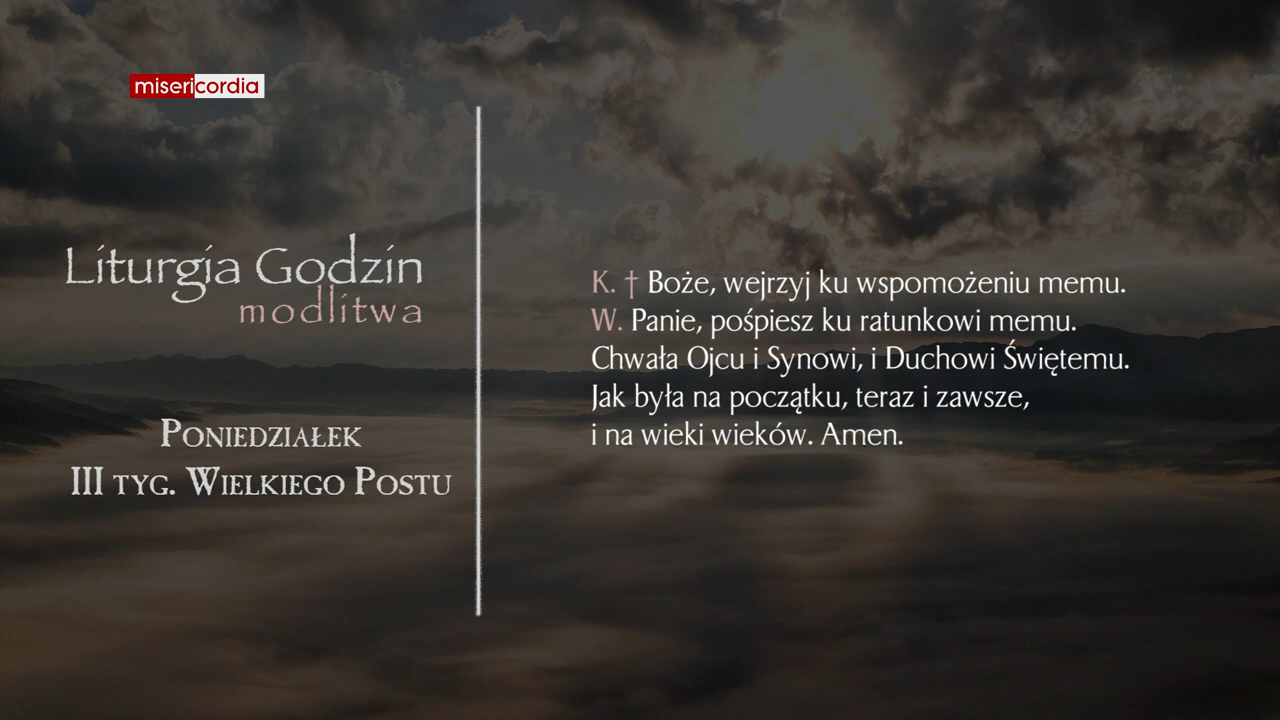 misericordia
Liturgia Godzin
modlitwa
Poniedziałek
III tyg. Wielkiego Postu
K. † Boże, wejrzyj ku wspomożeniu memu.
W. Panie, pośpiesz ku ratunkowi memu.
Chwała Ojcu i Synowi, i Duchowi Świętemu.
Jak była na początku, teraz i zawsze,
i na wieki wieków. Amen.